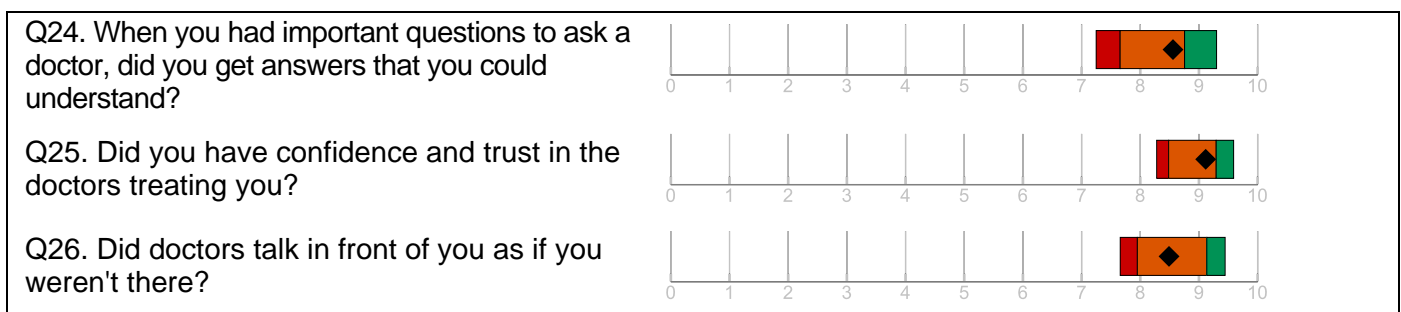 Q24. When you had important questions to ask a
doctor, did you get answers that you could
understand?
0 1 2 3 4 5 6 7 8 9 10
Q25. Did you have confidence and trust in the
doctors treating you?
0 1 2 3 4 5 6 7 8 9 10
Q26. Did doctors talk in front of you as if you
weren't there?
0 1 2 3 4 5 6 7 8 9 10